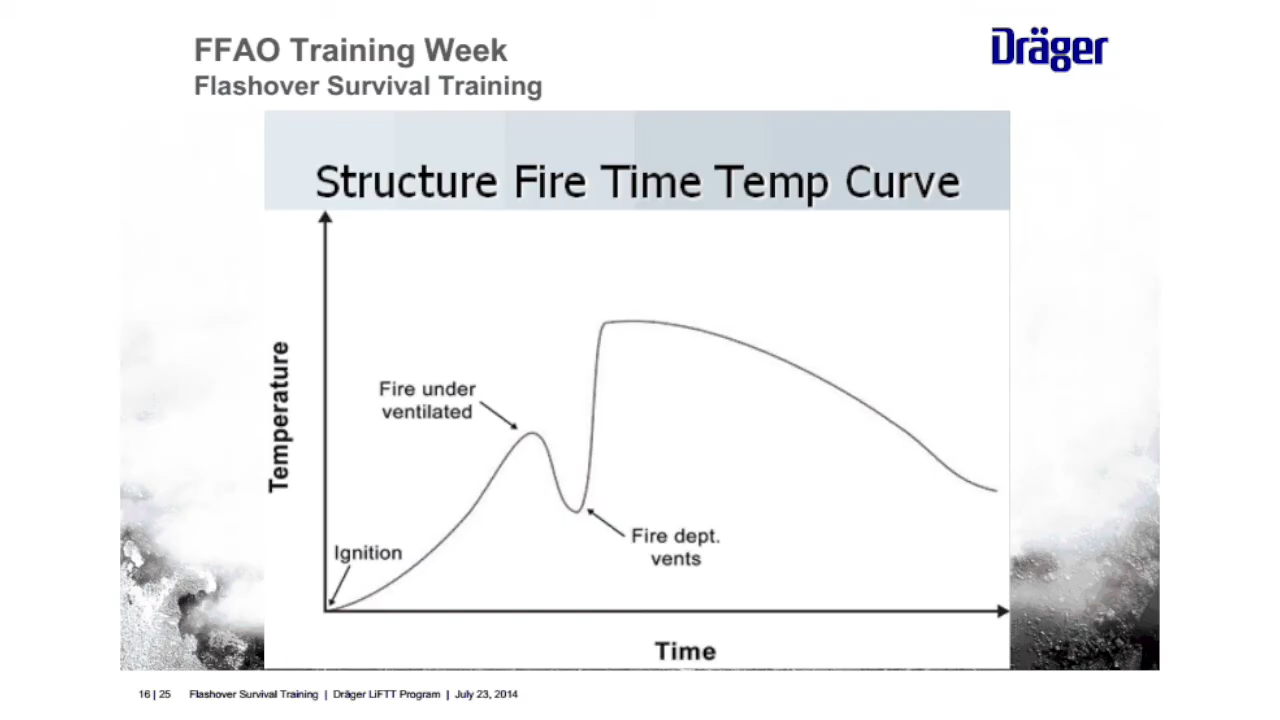 FFAO Training Week
Dräger
Flashover Survival Training
Structure Fire Time Temp Curve
Temperature
Fire under
ventilated
Ignition
Fire dept.
vents
Time
16 | 25 Flashover Survival Training | Dräger LiFTT Program | July 23, 2014